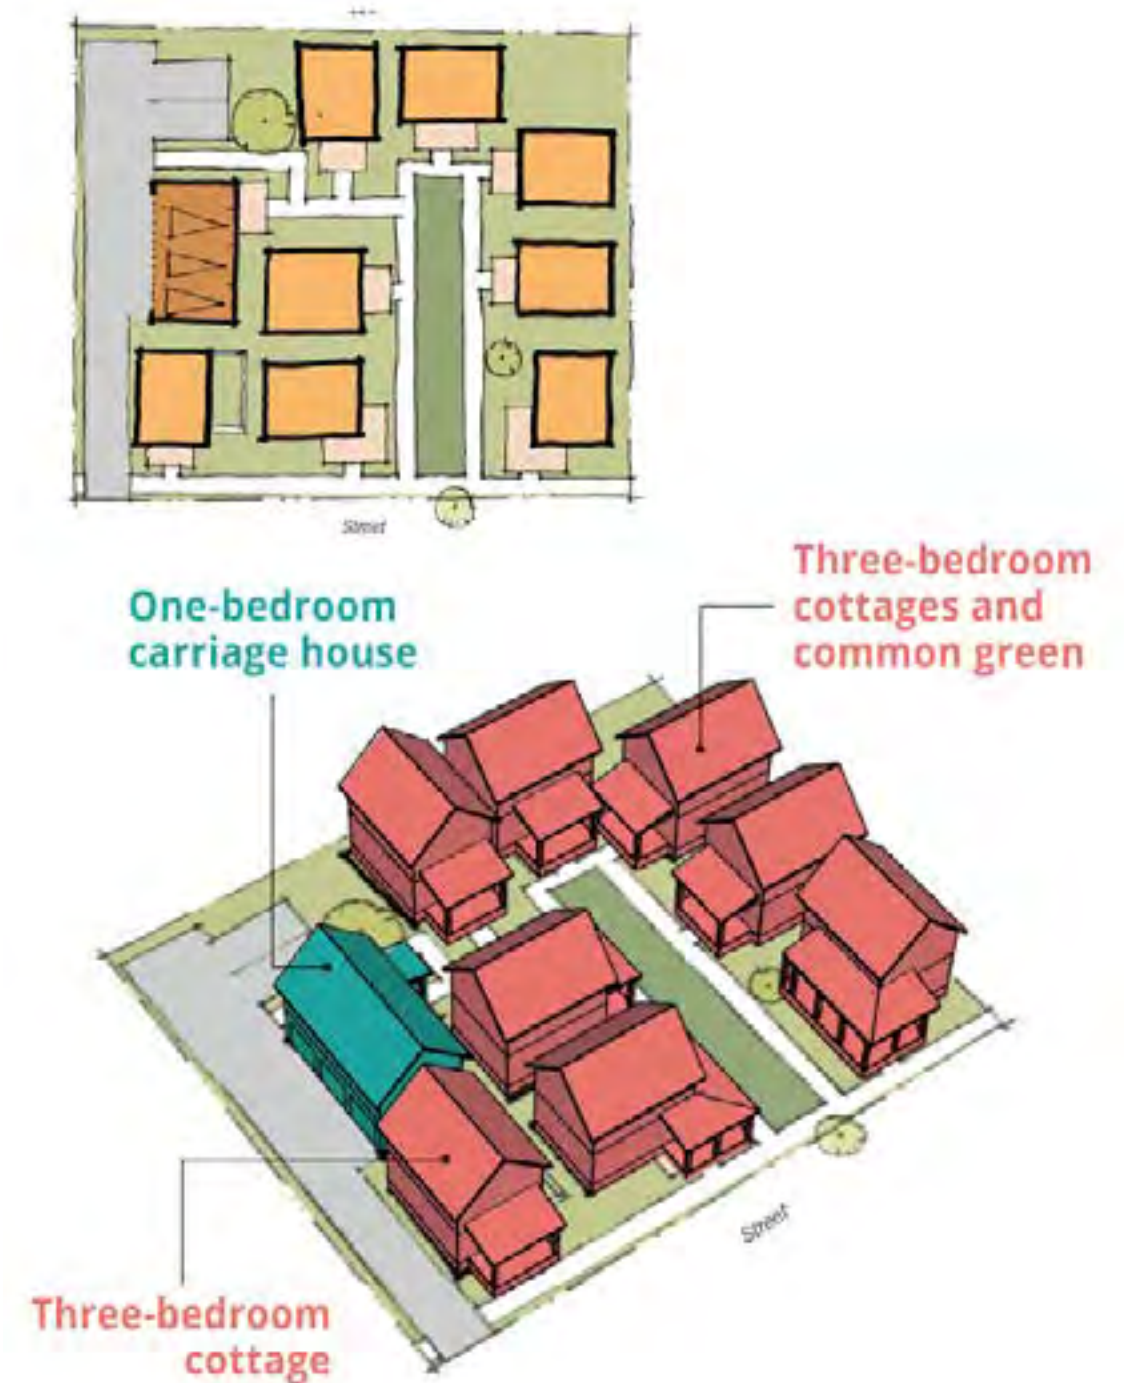 Street
Three-bedroom
cottages and
common green
One-bedroom
carriage house
Street
Three-bedroom
cottage